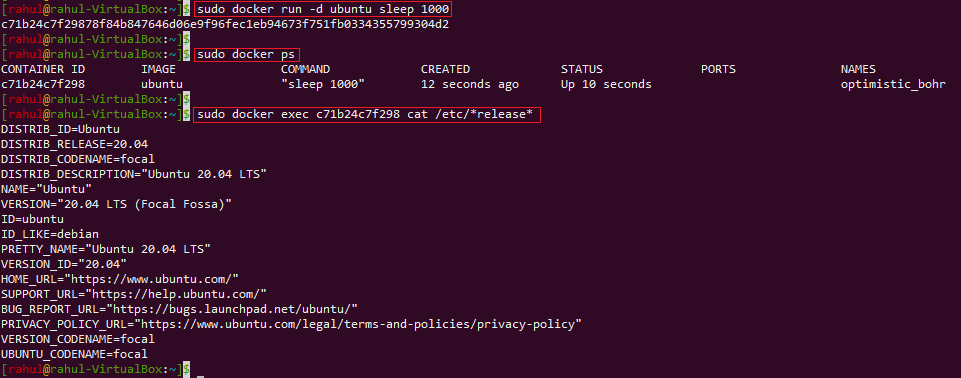 [rahul@rahul-VirtualBox:~]$ sudo docker run -d ubuntu sleep 1000
c71b24c7f29878f84b847646d06e9f96fec1eb94673f751fb0334355799304d2
[rahul@rahul-VirtualBox:~]$
[rahul@rahul-VirtualBox:~]$ sudo docker ps
CONTAINER ID        IMAGE               COMMAND             CREATED             STATUS              PORTS               NAMES
c71b24c7f298        ubuntu              "sleep 1000"        12 seconds ago      Up 10 seconds                           optimistic_bohr
[rahul@rahul-VirtualBox:~]$
[rahul@rahul-VirtualBox:~]$ sudo docker exec c71b24c7f298 cat /etc/*release*
DISTRIB_ID=Ubuntu
DISTRIB_RELEASE=20.04
DISTRIB_CODENAME=focal
DISTRIB_DESCRIPTION="Ubuntu 20.04 LTS"
NAME="Ubuntu"
VERSION="20.04 LTS (Focal Fossa)"
ID=ubuntu
ID_LIKE=debian
PRETTY_NAME="Ubuntu 20.04 LTS"
VERSION_ID="20.04"
HOME_URL="https://www.ubuntu.com/"
SUPPORT_URL="https://help.ubuntu.com/"
BUG_REPORT_URL="https://bugs.launchpad.net/ubuntu/"
PRIVACY_POLICY_URL="https://www.ubuntu.com/legal/terms-and-policies/privacy-policy"
VERSION_CODENAME=focal
UBUNTU_CODENAME=focal
[rahul@rahul-VirtualBox:~]$